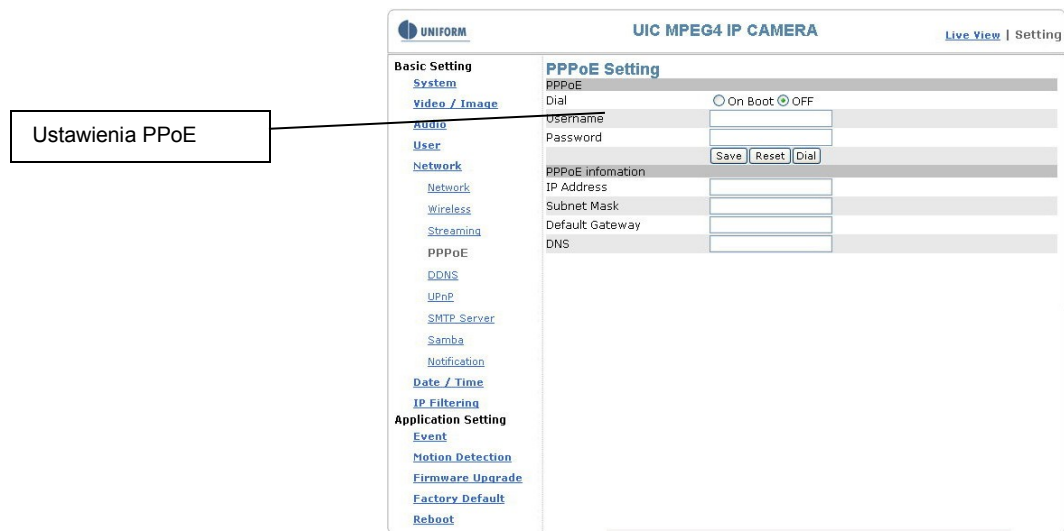 UNIFORM
UIC MPEG4 IP CAMERA
Live View | Setting
Ustawienia PPoE
Basic Setting
System
Video / Image
Audio
User
Network
Network
Wireless
Streaming
PPPoE
DDNS
UPnP
SMTP Server
Samba
Notification
Date / Time
IP Filtering
Application Setting
Event
Motion Detection
Firmware Upgrade
Factory Default
Reboot
PPPoE Setting
PPPoE
Dial On Boot OFF
Username
Password
Save Reset Dial
PPPoE infomation
IP Address
Subnet Mask
Default Gateway
DNS